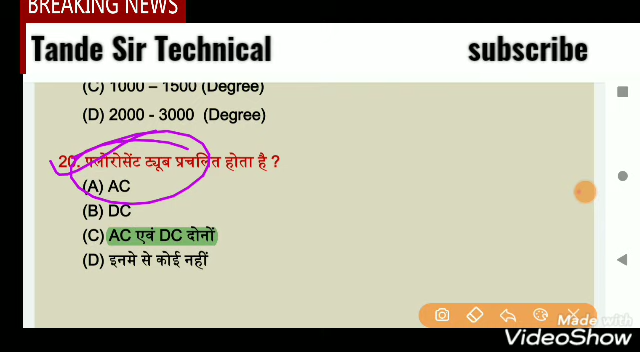 BREAKING NEWS
Tande Sir Technical subscribe
(C) 1000 – 1500 (Degree)
(D) 2000 - 3000 (Degree)
20. फ्लोरोसेंट ट्यूब प्रचलित होता है ?
(A) AC
(B) DC
(C) AC एवं DC दोनों
(D) इनमे से कोई नहीं
Made with
VideoShow